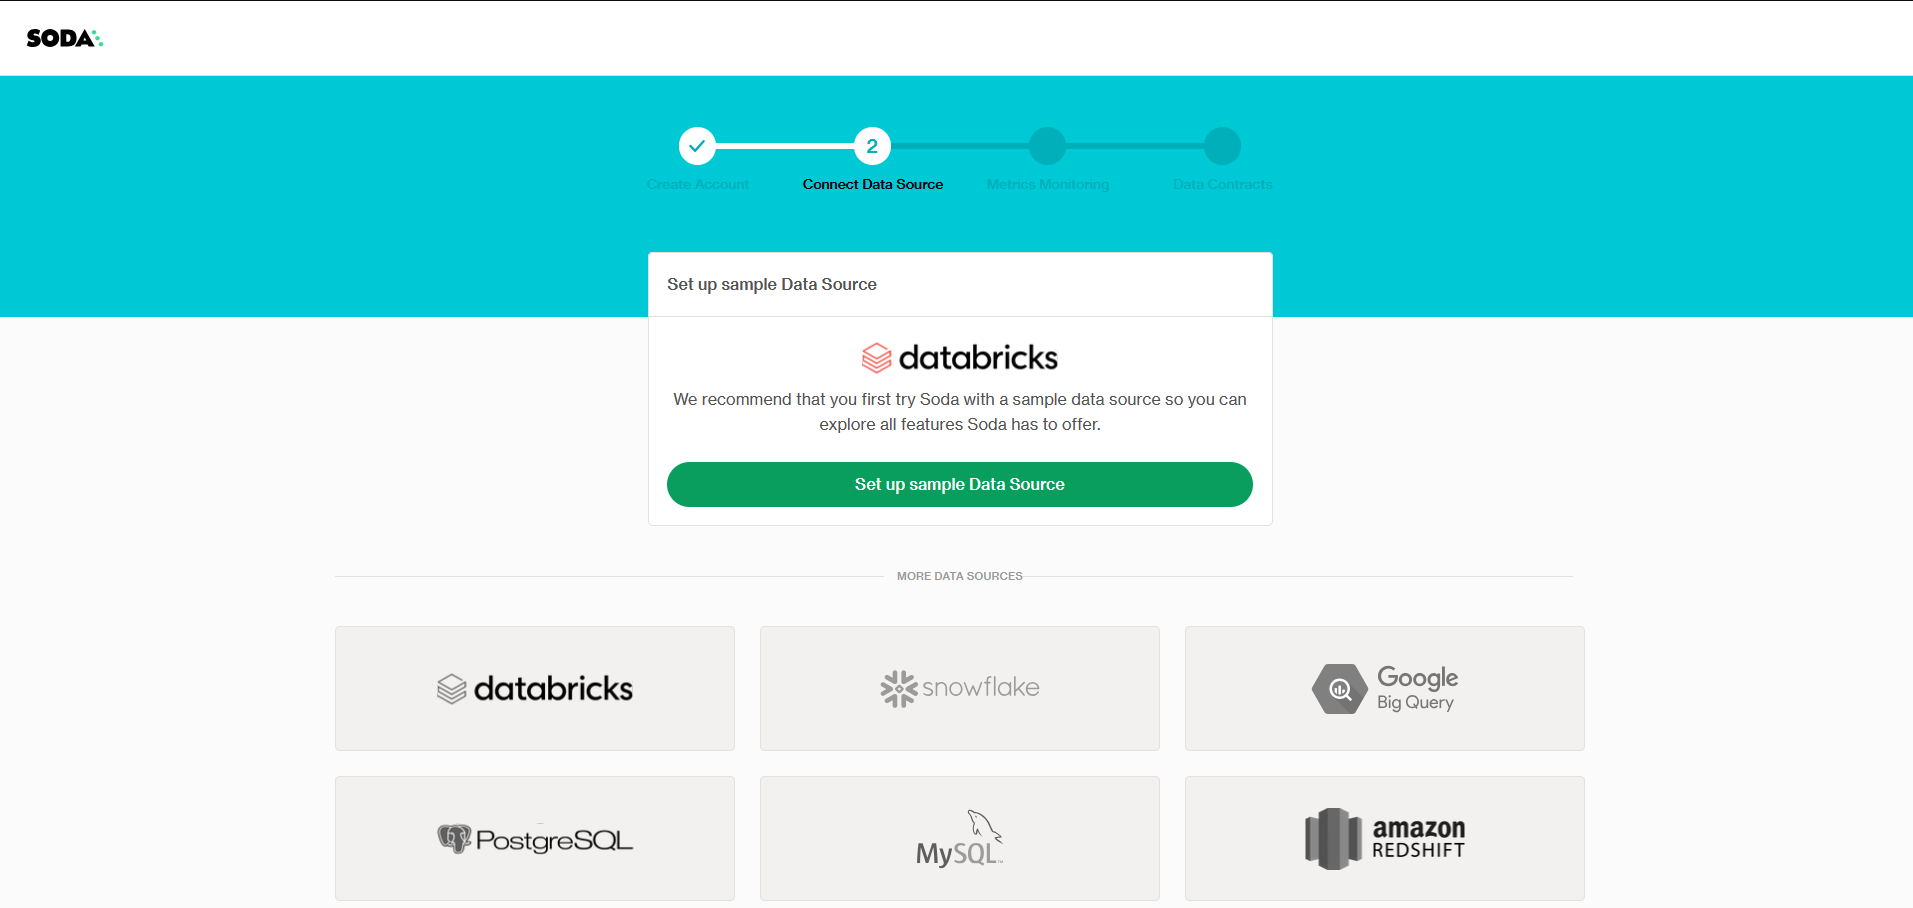 SODA
2
Create Account
Connect Data Source
Metrics Monitoring
Data Contracts
Set up sample Data Source
databricks
We recommend that you first try Soda with a sample data source so you can
explore all features Soda has to offer.
Set up sample Data Source
MORE DATA SOURCES
databricks
snowflake
Google
Big Query
PostgreSQL
MySQL™
amazon
REDSHIFT